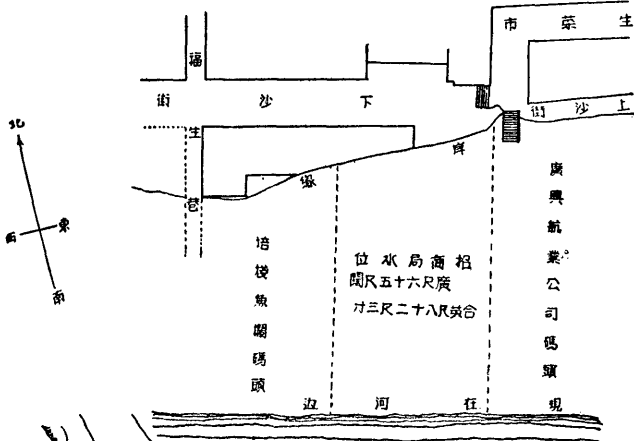 生菜市
福生巷
下沙街
上沙街
岸緣
北
東
西
南
廣興航業公司碼頭
招商局水位
廣尺六十五尺闊
合英尺八十二尺三寸
培棧魚欄碼頭
現在河边